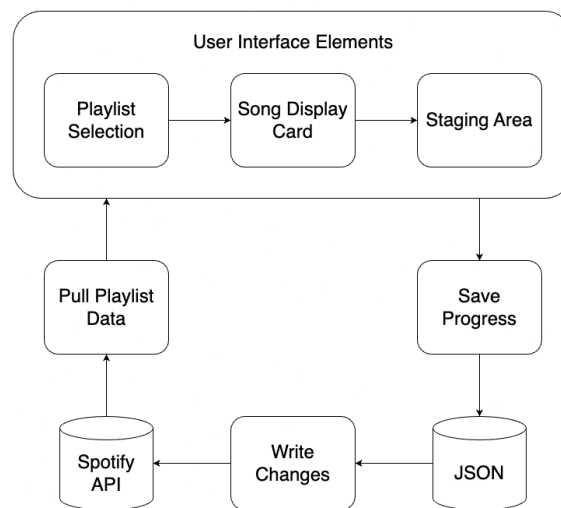 User Interface Elements
Playlist
Selection
Song Display
Card
Staging Area
Pull Playlist
Data
Save
Progress
Spotify
API
Write
Changes
JSON